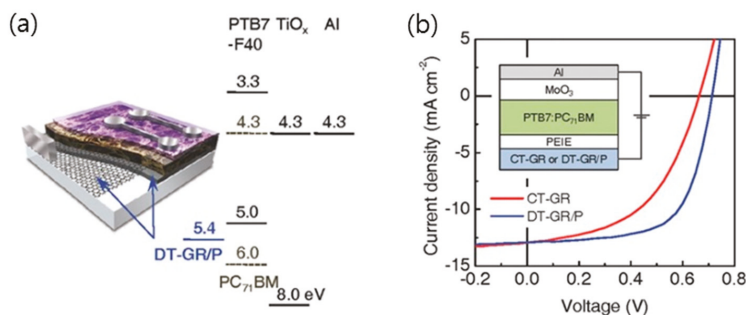 (a)
PTB7 TiOx Al
-F40
3.3
4.3 4.3 4.3
5.0
5.4
DT-GR/P
6.0
PC71BM
8.0 eV
(b)
Current density (mA cm-2)
5
0
-5
-10
-15
Al
MoO3
PTB7:PC71BM
PEIE
CT-GR or DT-GR/P
CT-GR
DT-GR/P
-0.2 0.0 0.2 0.4 0.6 0.8
Voltage (V)